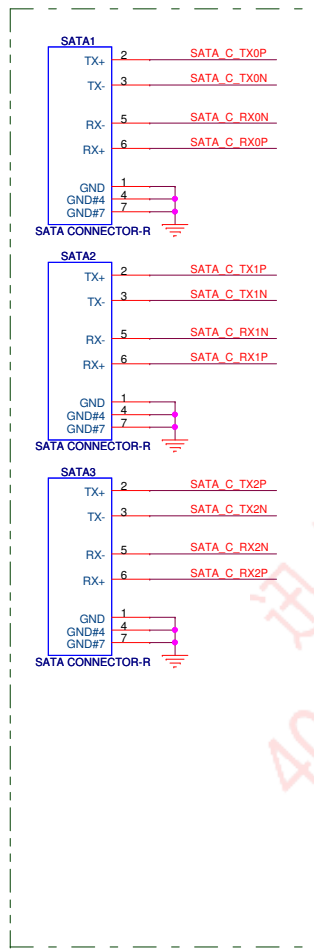 SATA1
TX+ 2 SATA_C_TX0P
TX- 3 SATA_C_TX0N
RX- 5 SATA_C_RX0N
RX+ 6 SATA_C_RX0P
GND 1
GND#4 4
GND#7 7
SATA CONNECTOR-R
SATA2
TX+ 2 SATA_C_TX1P
TX- 3 SATA_C_TX1N
RX- 5 SATA_C_RX1N
RX+ 6 SATA_C_RX1P
GND 1
GND#4 4
GND#7 7
SATA CONNECTOR-R
SATA3
TX+ 2 SATA_C_TX2P
TX- 3 SATA_C_TX2N
RX- 5 SATA_C_RX2N
RX+ 6 SATA_C_RX2P
GND 1
GND#4 4
GND#7 7
SATA CONNECTOR-R
迅
40